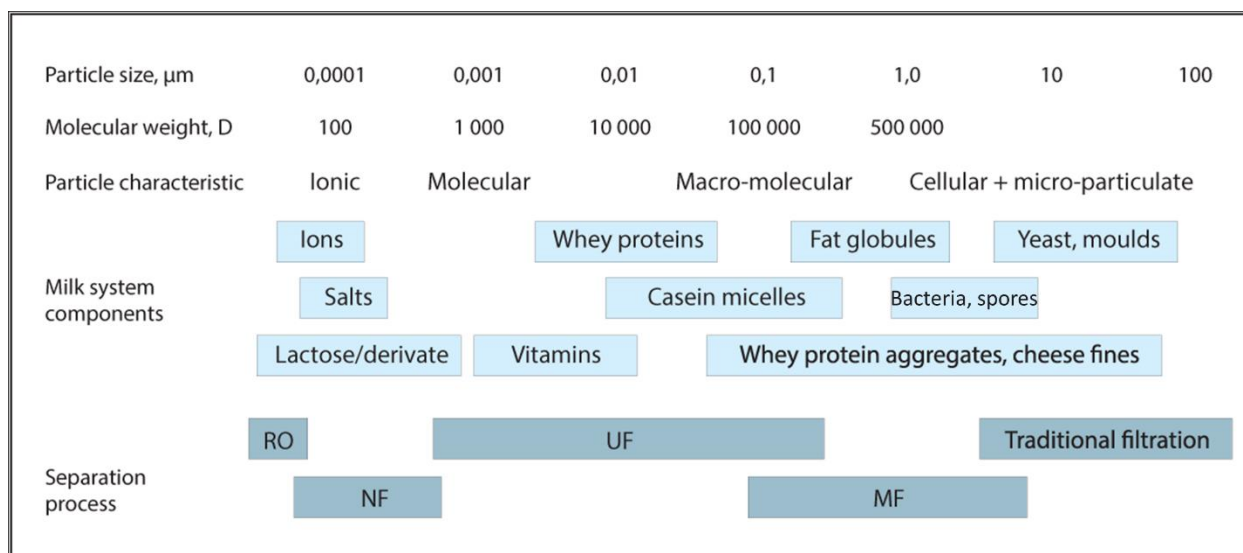 Particle size, µm 0,0001 0,001 0,01 0,1 1,0 10 100
Molecular weight, D 100 1 000 10 000 100 000 500 000
Particle characteristic Ionic Molecular Macro-molecular Cellular + micro-particulate
Ions Whey proteins Fat globules Yeast, moulds
Milk system
components
Salts Casein micelles Bacteria, spores
Lactose/derivate Vitamins Whey protein aggregates, cheese fines
RO UF Traditional filtration
Separation
process
NF MF